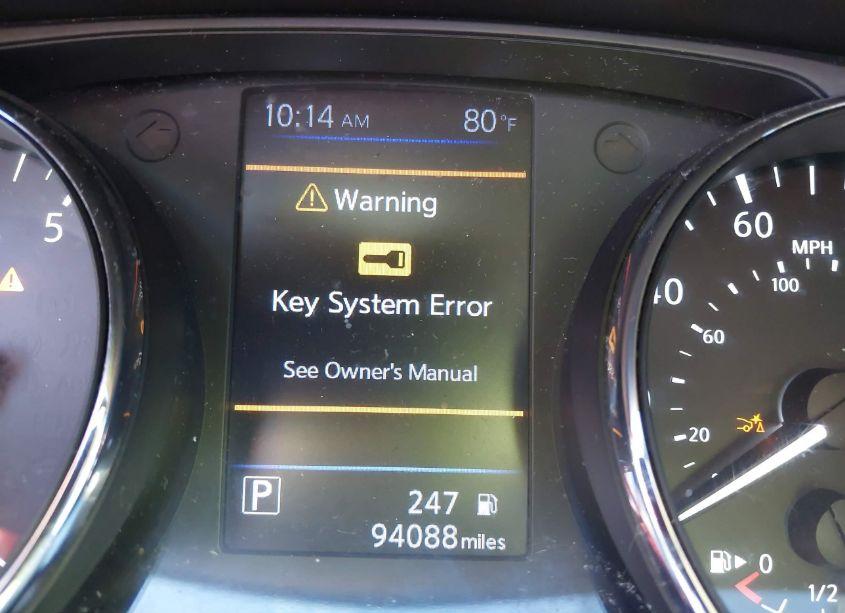 10:14 AM 80°F
Warning
Key System Error
See Owner's Manual
P 247
94088 miles
5
60
MPH
100
40
60
20
0
1/2